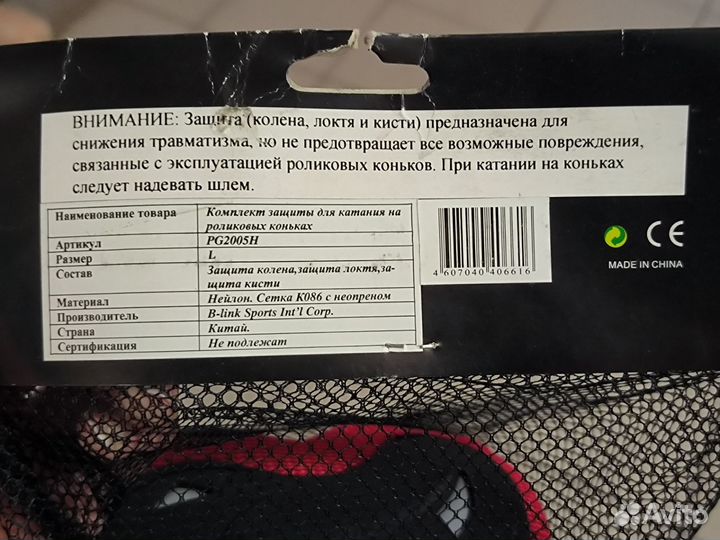 ВНИМАНИЕ: Защита (колена, локтя и кисти) предназначена для
снижения травматизма, но не предотвращает все возможные повреждения,
связанные с эксплуатацией роликовых коньков. При катании на коньках
следует надевать шлем.
Наименование товара Комплект защиты для катания на
роликовых коньках
Артикул PG2005H
Размер L
Состав Защита колена,защита локтя,за-
щита кисти
Материал Нейлон. Сетка К086 с неопреном
Производитель B-link Sports Int'l Corp.
Страна Китай.
Сертификация Не подлежат
4 607040 406616
CE
MADE IN CHINA
Avito